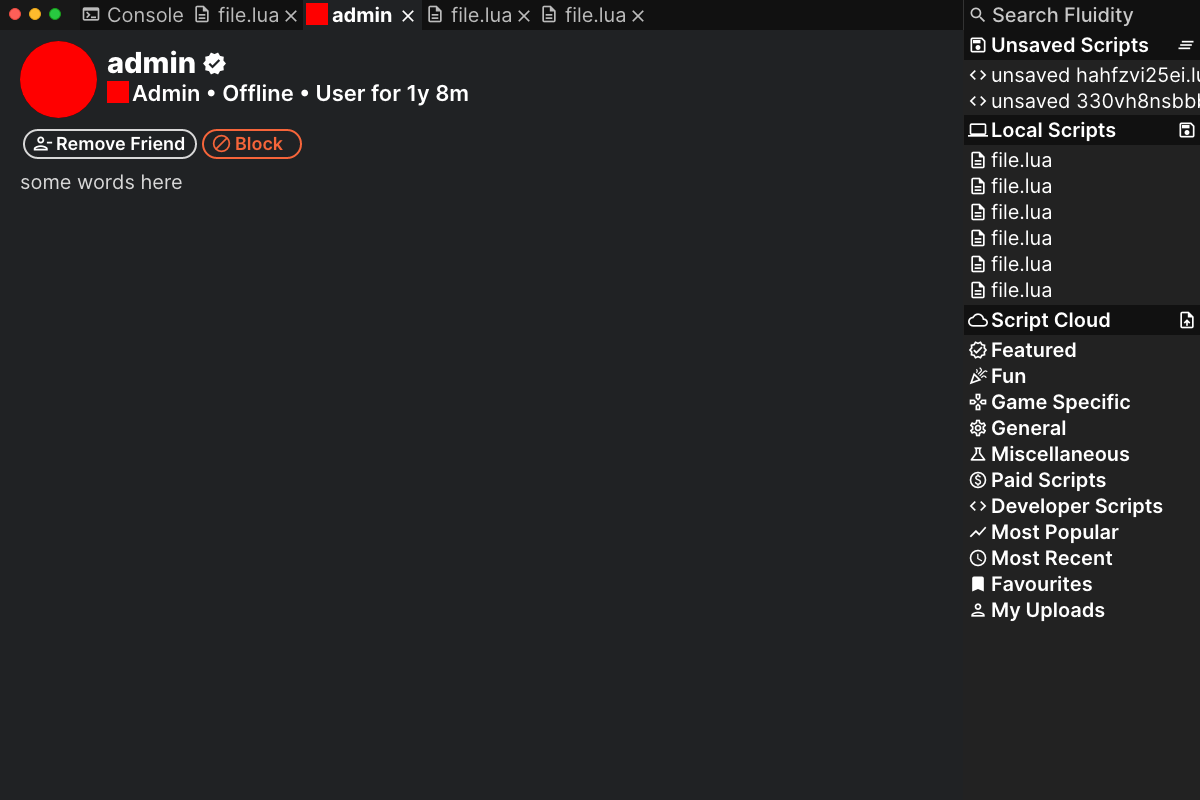 Console file.lua admin file.lua file.lua
admin
Admin • Offline • User for 1y 8m
Remove Friend Block
some words here
Search Fluidity
Unsaved Scripts
unsaved hahfzvi25ei.lu
unsaved 330vh8nsbbl
Local Scripts
file.lua
file.lua
file.lua
file.lua
file.lua
file.lua
Script Cloud
Featured
Fun
Game Specific
General
Miscellaneous
Paid Scripts
Developer Scripts
Most Popular
Most Recent
Favourites
My Uploads